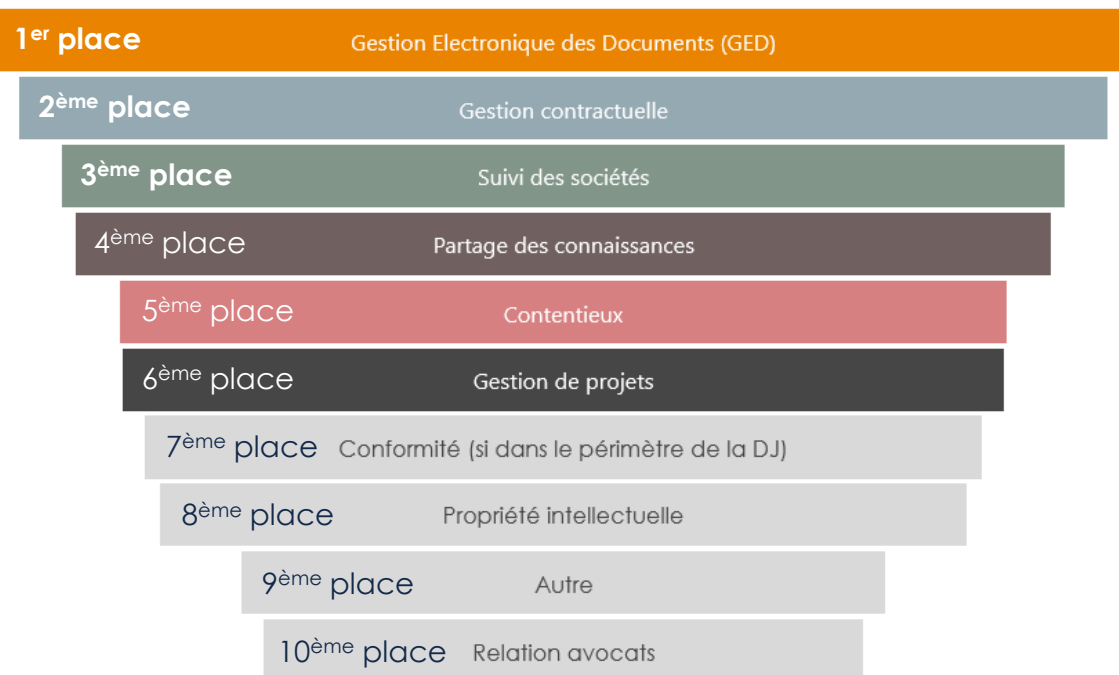 1er place Gestion Electronique des Documents (GED)
2ème place Gestion contractuelle
3ème place Suivi des sociétés
4ème place Partage des connaissances
5ème place Contentieux
6ème place Gestion de projets
7ème place Conformité (si dans le périmètre de la DJ)
8ème place Propriété intellectuelle
9ème place Autre
10ème place Relation avocats